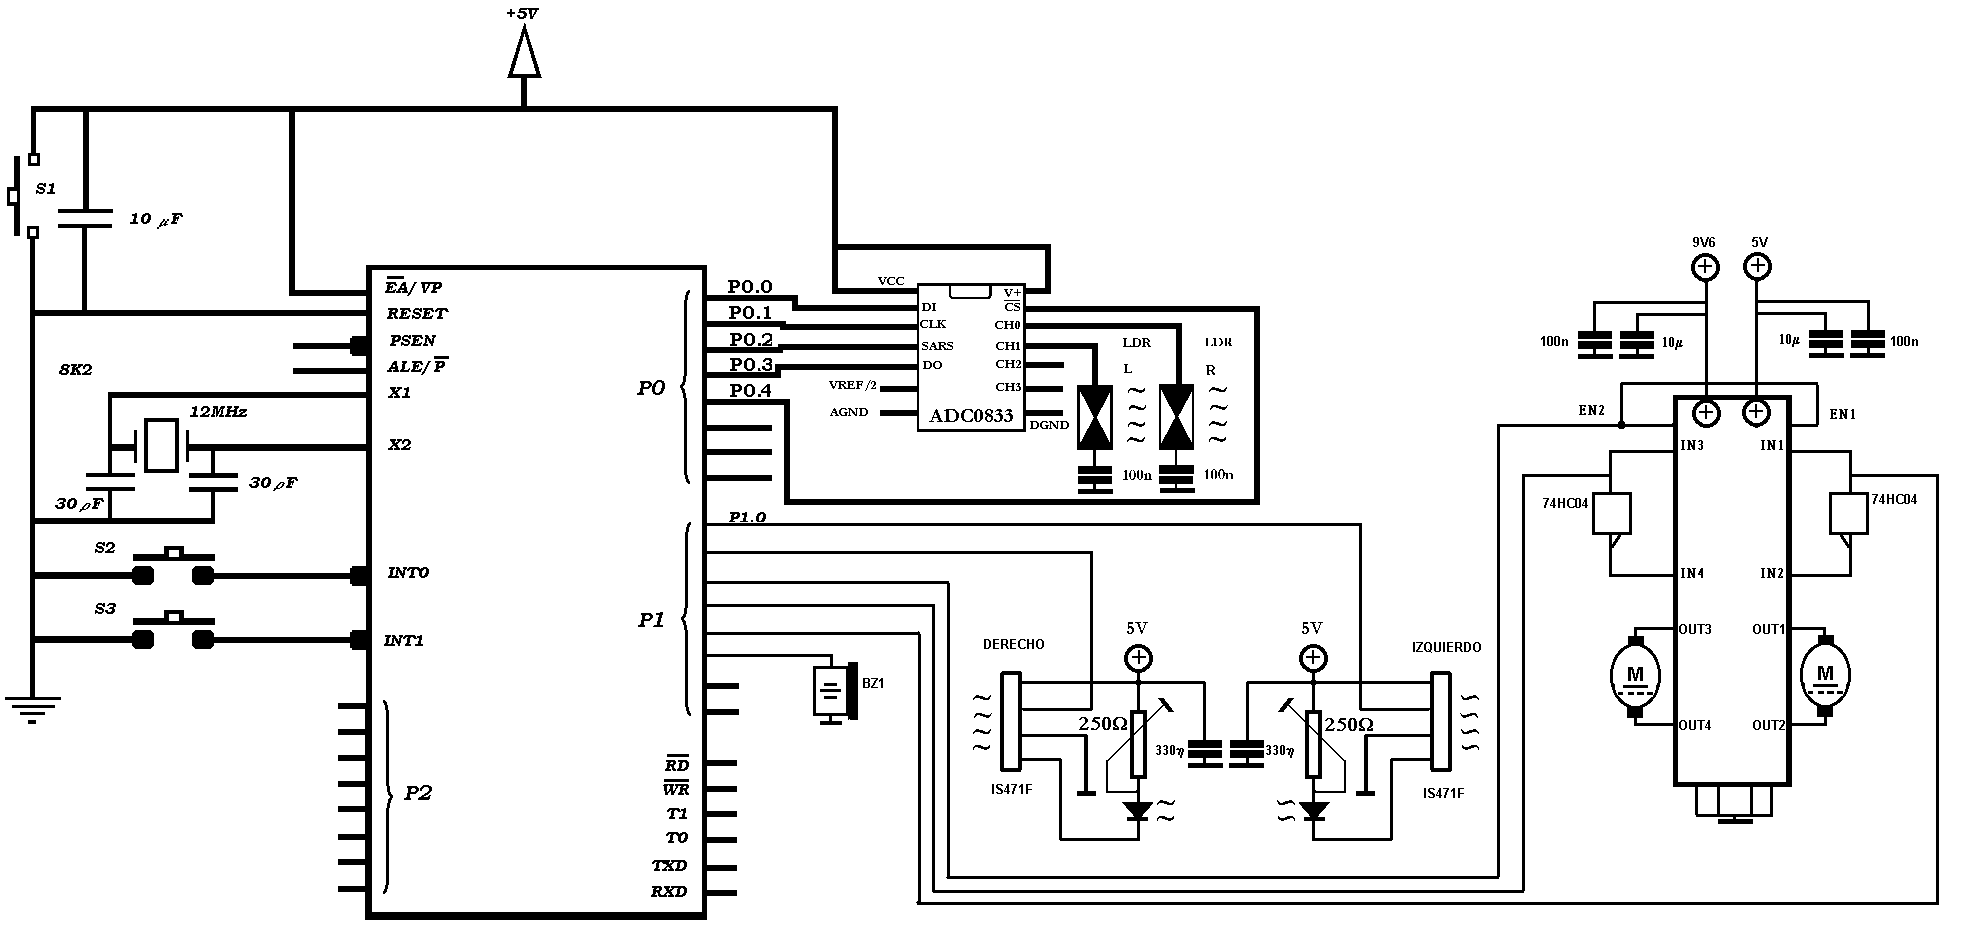 +5V
S1
10 μF
EA/VP
RESET
PSEN
ALE/P
X1
X2
8K2
12MHz
30ρF
30ρF
S2
INT0
S3
INT1
P2
P0
P0.0
P0.1
P0.2
P0.3
P0.4
P1.0
P1
RD
WR
T1
T0
TXD
RXD
VCC
V+
DI
CS
CLK
CH0
SARS
CH1
DO
CH2
VREF/2
CH3
AGND
ADC0833
DGND
LDR
L
LDR
R
100n
100n
BZ1
DERECHO
5V
250Ω
330η
IS471F
5V
IZQUIERDO
250Ω
330η
IS471F
9V6
5V
100n
10μ
10μ
100n
EN2
EN1
IN3
IN1
74HC04
74HC04
IN4
IN2
OUT3
OUT1
M
M
OUT4
OUT2